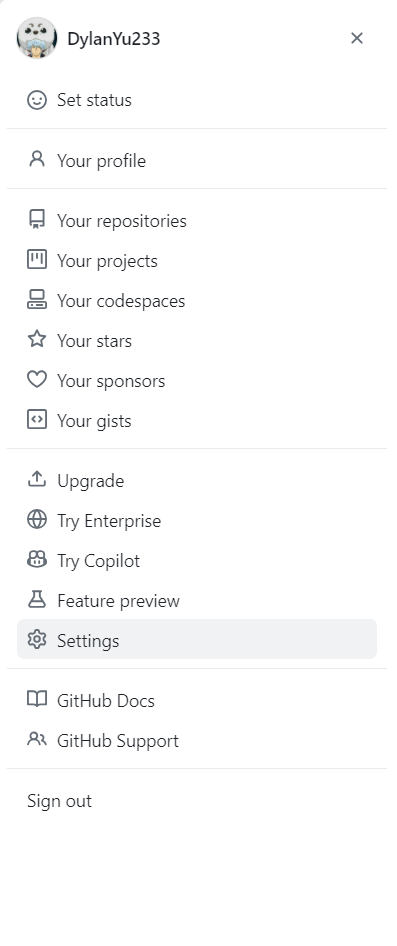 DylanYu233
Set status
Your profile
Your repositories
Your projects
Your codespaces
Your stars
Your sponsors
Your gists
Upgrade
Try Enterprise
Try Copilot
Feature preview
Settings
GitHub Docs
GitHub Support
Sign out